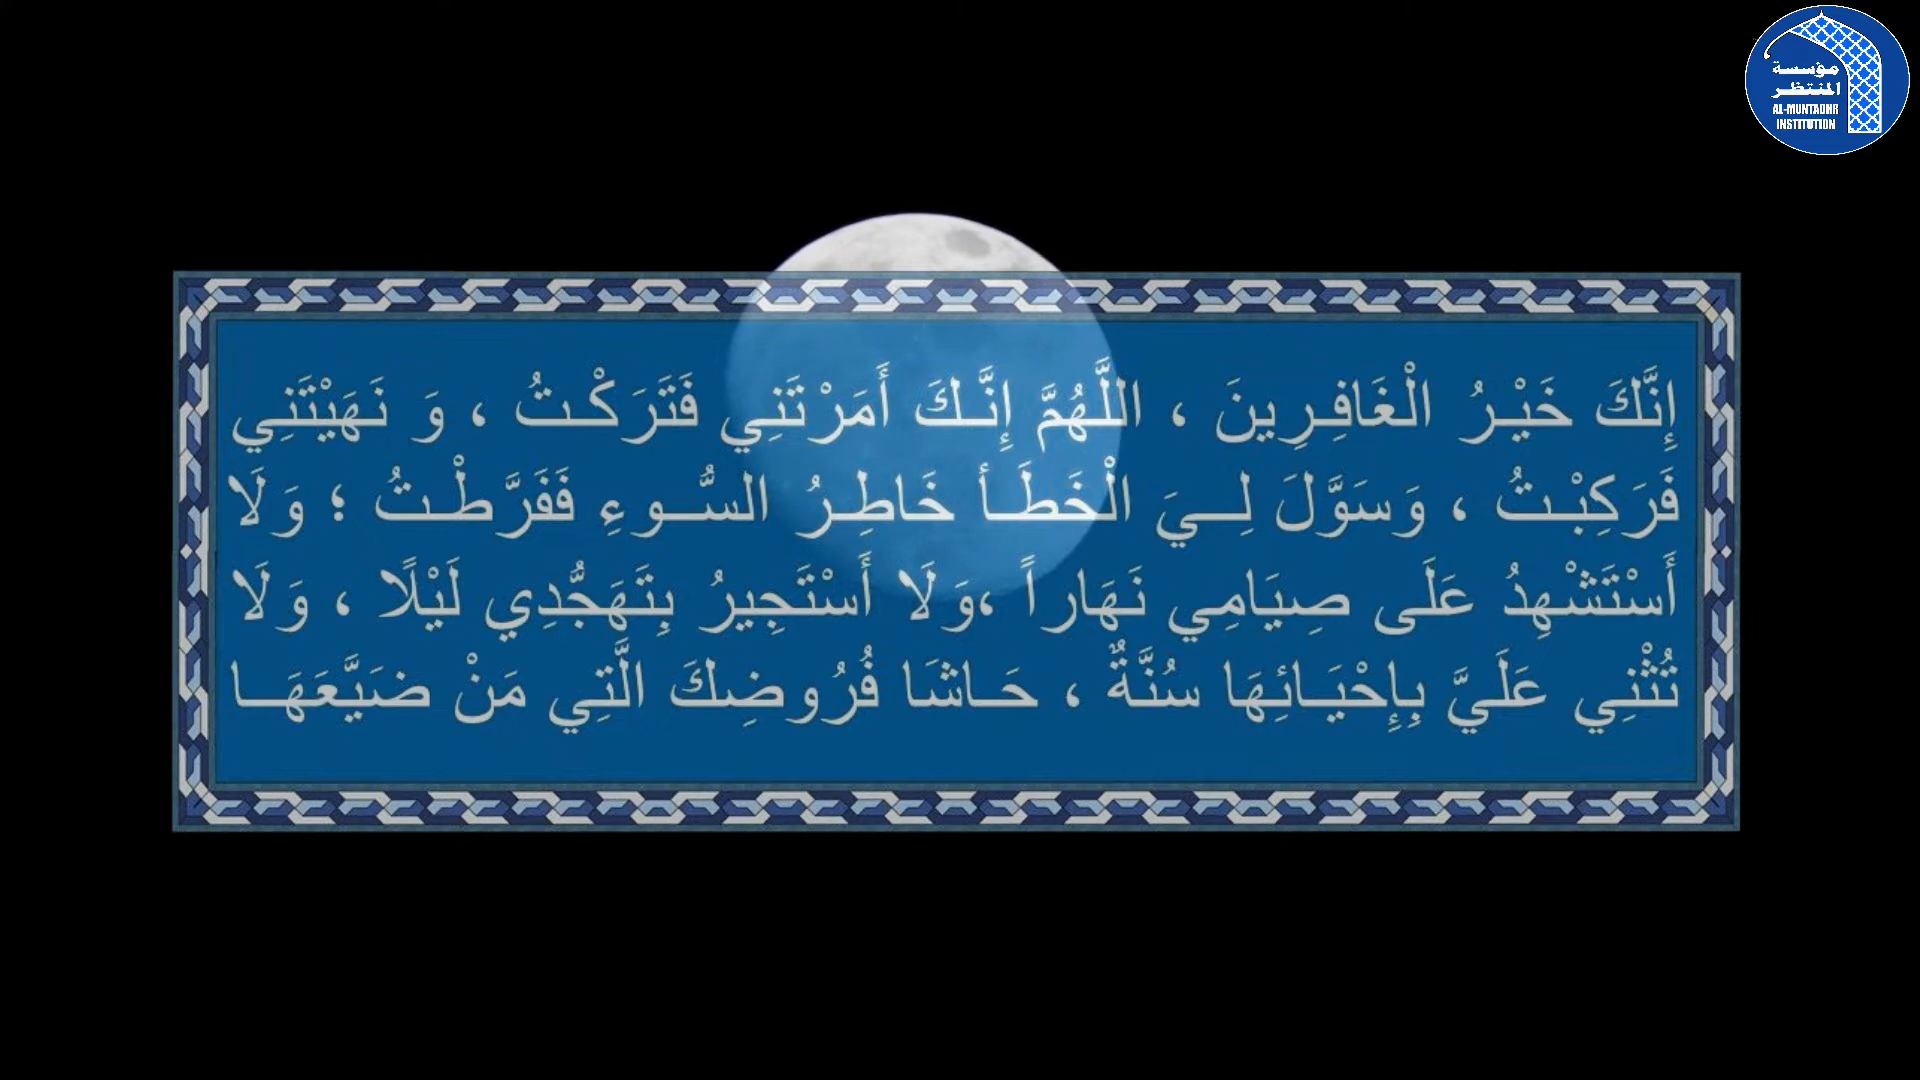 مؤسسة
المنتظر
AL-MUNTADHR
INSTITUTION
إِنَّكَ خَيْرُ الْغَافِرِينَ ، اللَّهُمَّ إِنَّكَ أَمَرْتَنِي فَتَرَكْتُ ، وَ نَهَيْتَنِي
فَرَكِبْتُ ، وَسَوَّلَ لِيَ الْخَطَأ خَاطِرُ السُّوءِ فَفَرَّطْتُ ؛ وَلَا
أَسْتَشْهِدُ عَلَى صِيَامِي نَهَاراً ،وَلَا أَسْتَجِيرُ بِتَهَجُّدِي لَيْلًا ، وَلَا
تُثْنِي عَلَيَّ بِإِحْيَائِهَا سُنَّةٌ ، حَاشَا فُرُوضِكَ الَّتِي مَنْ ضَيَّعَهَا